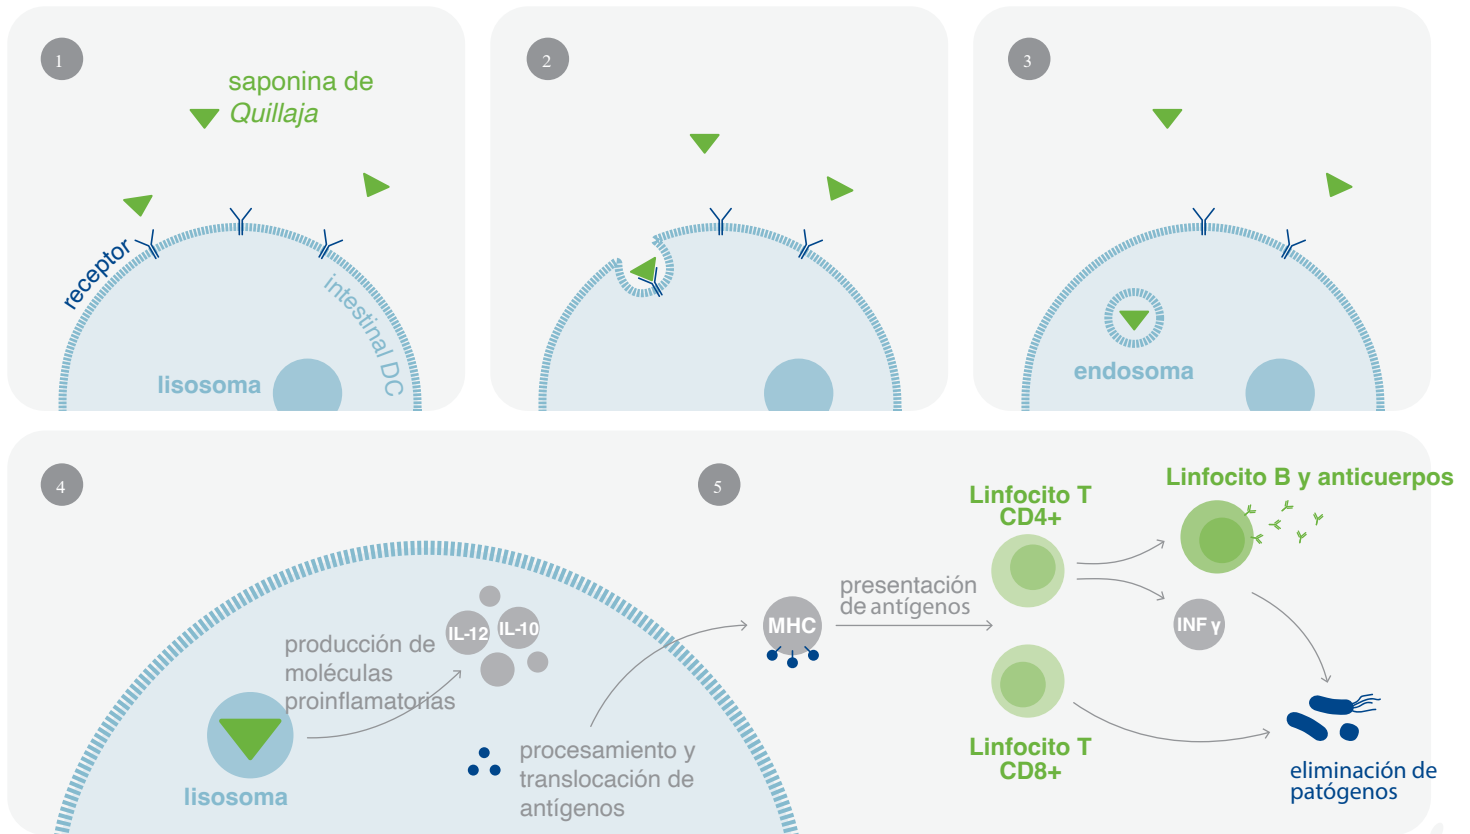 1
saponina de
Quillaja
receptor
intestinal DC
lisosoma
2
3
endosoma
4
producción de
moléculas
proinflamatorias
IL-12
IL-10
lisosoma
procesamiento y
translocación de
antígenos
5
MHC
presentación
de antígenos
Linfocito T
CD4+
Linfocito B y anticuerpos
INF γ
Linfocito T
CD8+
eliminación de
patógenos